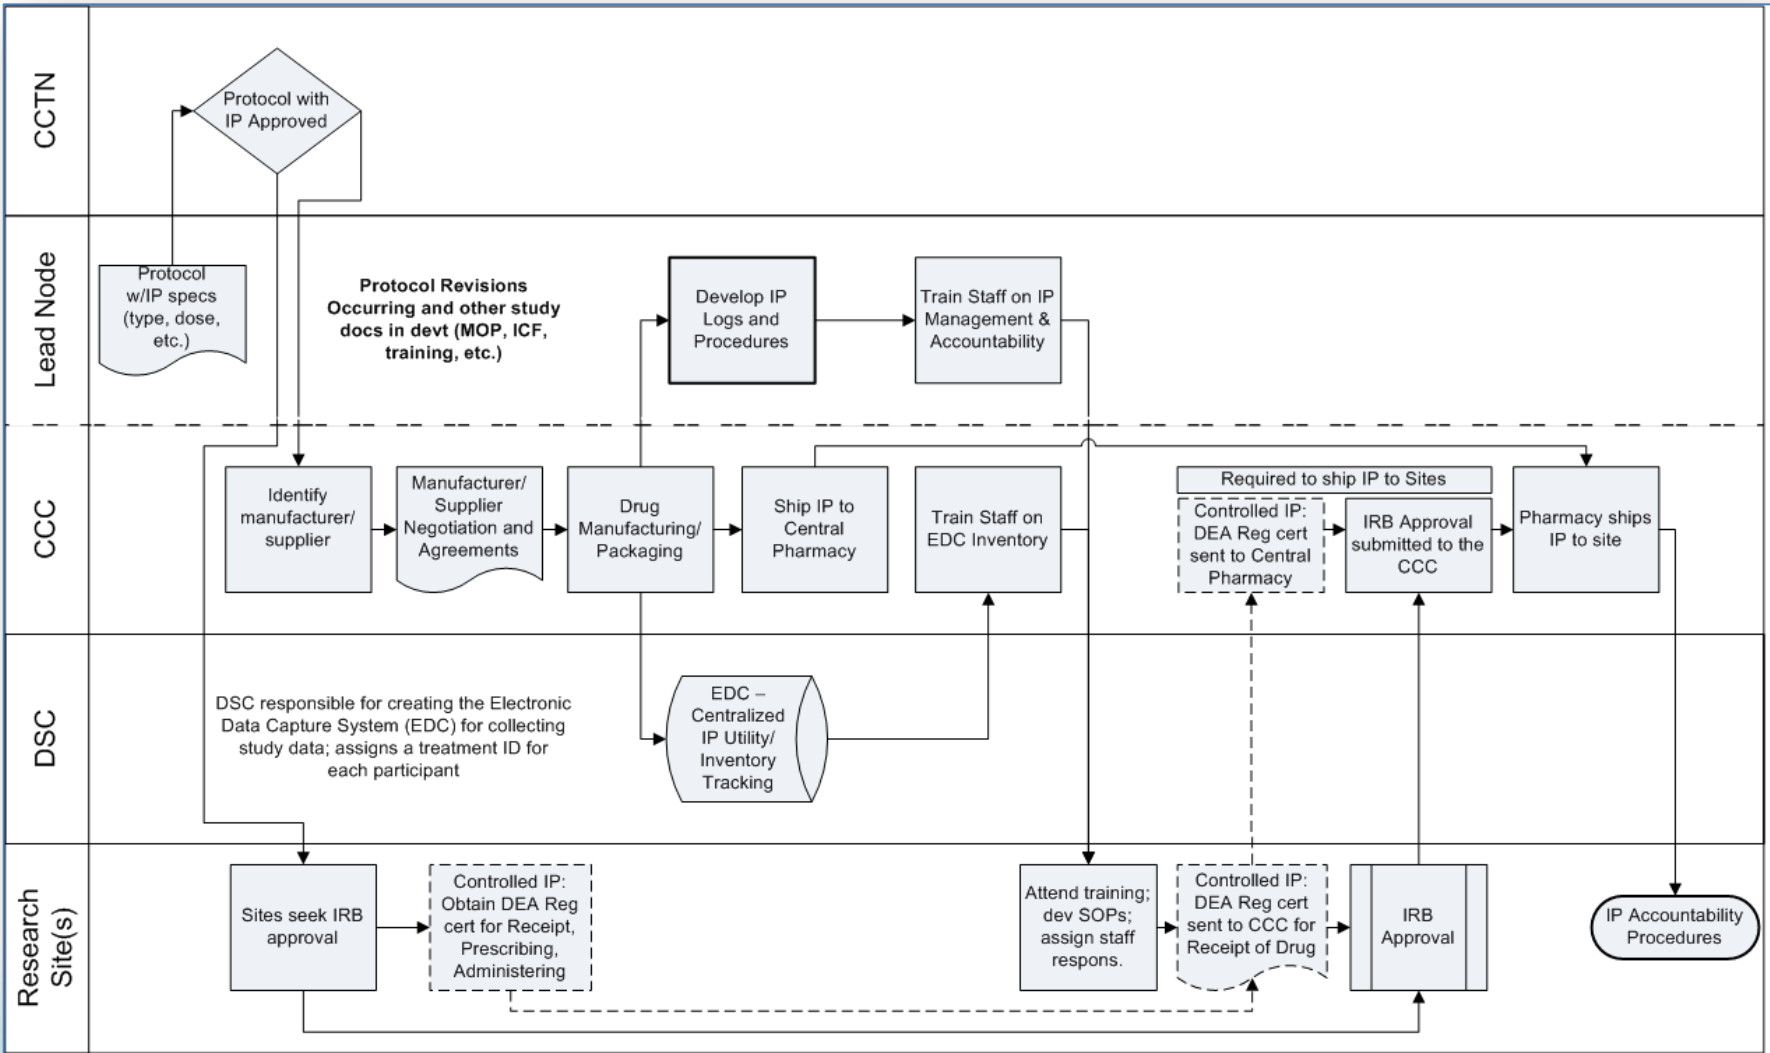 CCTN
Protocol with
IP Approved
Lead Node
Protocol
w/IP specs
(type, dose,
etc.)
Protocol Revisions
Occurring and other study
docs in devt (MOP, ICF,
training, etc.)
Develop IP
Logs and
Procedures
Train Staff on IP
Management &
Accountability
CCC
Identify
manufacturer/
supplier
Manufacturer/
Supplier
Negotiation and
Agreements
Drug
Manufacturing/
Packaging
Ship IP to
Central
Pharmacy
Train Staff on
EDC Inventory
Required to ship IP to Sites
Controlled IP:
DEA Reg cert
sent to Central
Pharmacy
IRB Approval
submitted to the
CCC
Pharmacy ships
IP to site
DSC
DSC responsible for creating the Electronic
Data Capture System (EDC) for collecting
study data; assigns a treatment ID for
each participant
EDC –
Centralized
IP Utility/
Inventory
Tracking
Research
Site(s)
Sites seek IRB
approval
Controlled IP:
Obtain DEA Reg
cert for Receipt,
Prescribing,
Administering
Attend training;
dev SOPs;
assign staff
respons.
Controlled IP:
DEA Reg cert
sent to CCC for
Receipt of Drug
IRB
Approval
IP Accountability
Procedures